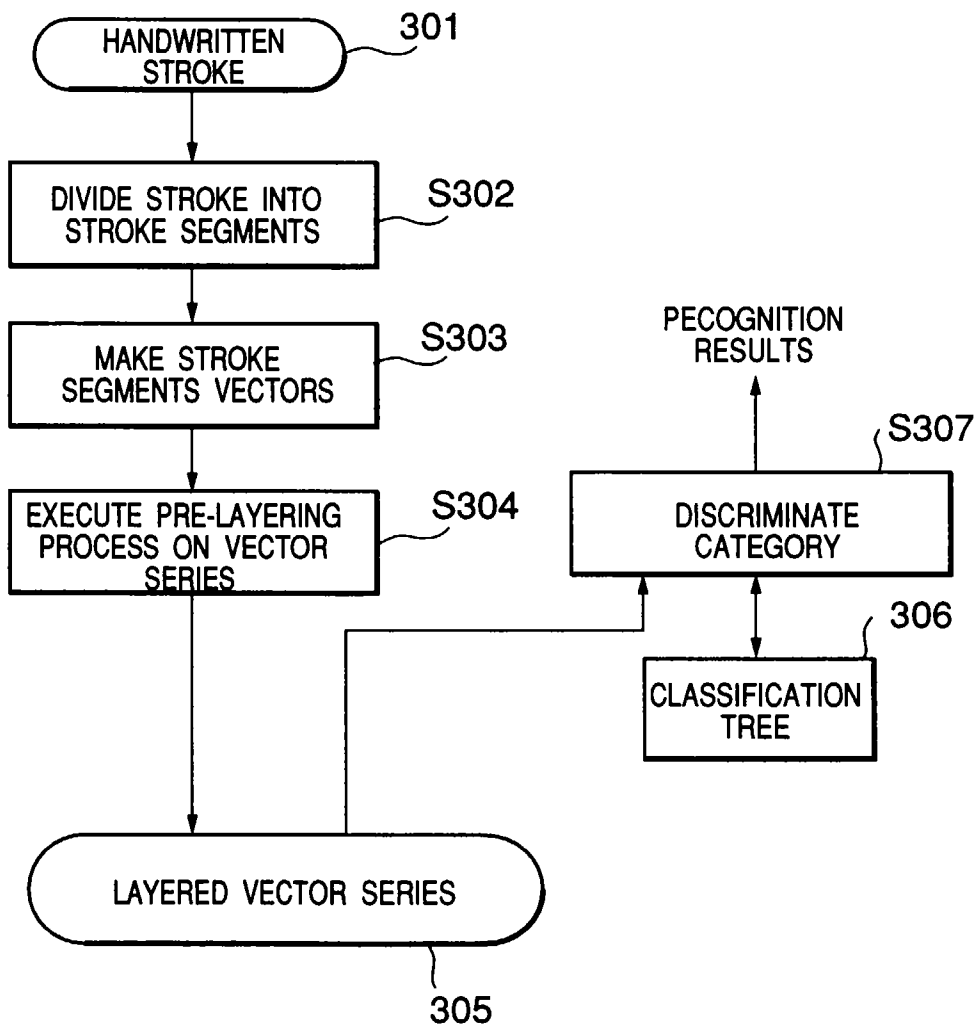 HANDWRITTEN
STROKE
301
DIVIDE STROKE INTO
STROKE SEGMENTS
S302
MAKE STROKE
SEGMENTS VECTORS
S303
EXECUTE PRE-LAYERING
PROCESS ON VECTOR
SERIES
S304
LAYERED VECTOR SERIES
305
PECOGNITION
RESULTS
S307
DISCRIMINATE
CATEGORY
306
CLASSIFICATION
TREE